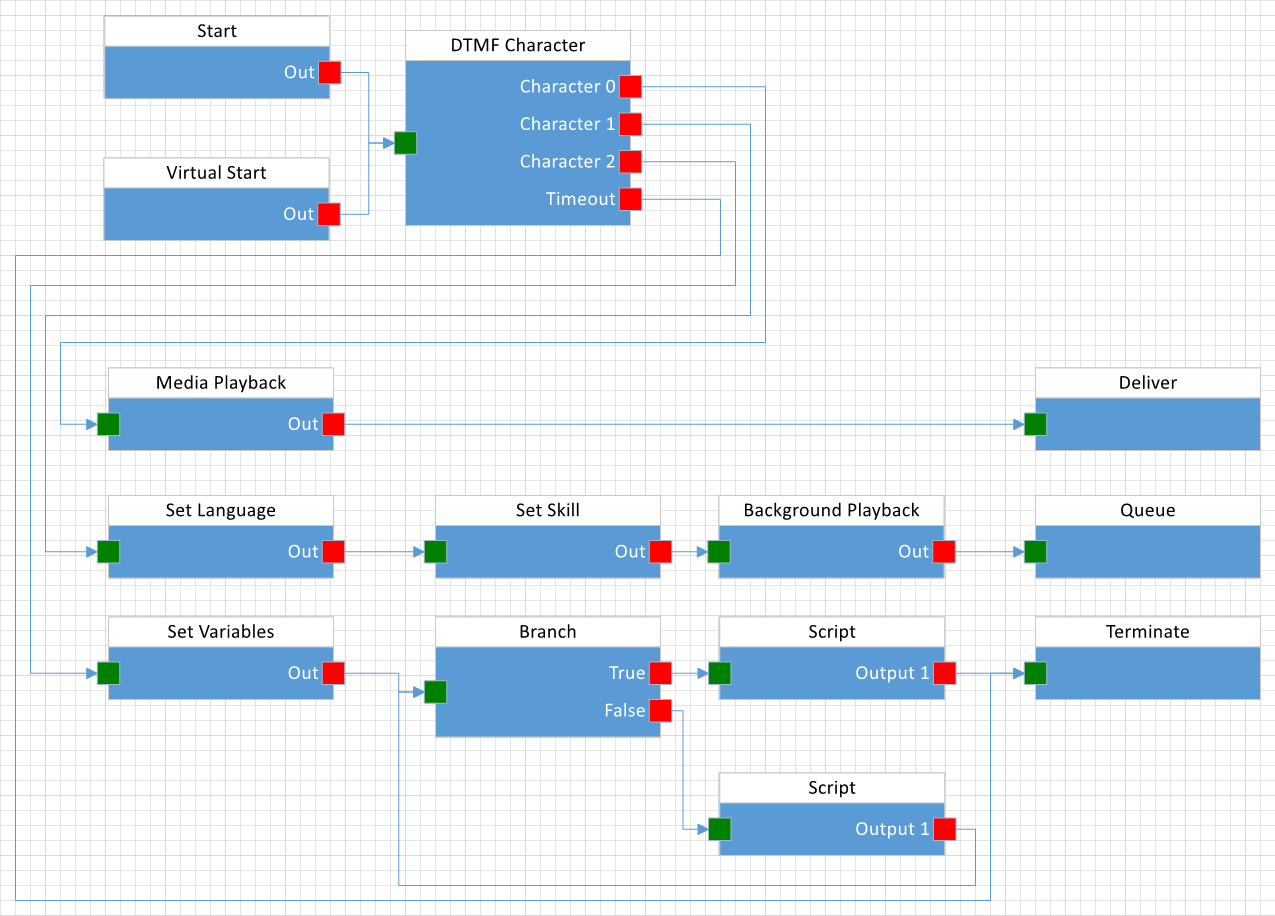 Start
Out
DTMF Character
Character 0
Character 1
Character 2
Timeout
Virtual Start
Out
Media Playback
Out
Deliver
Set Language
Out
Set Skill
Out
Background Playback
Out
Queue
Set Variables
Out
Branch
True
False
Script
Output 1
Terminate
Script
Output 1